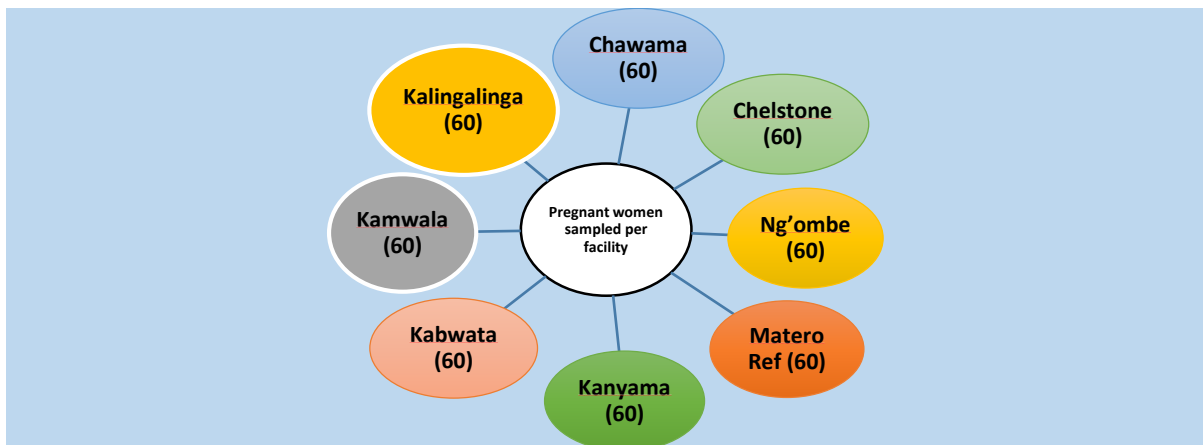 Chawama
(60)
Chelstone
(60)
Ng’ombe
(60)
Matero
Ref (60)
Kanyama
(60)
Kabwata
(60)
Kamwala
(60)
Kalingalinga
(60)
Pregnant women
sampled per
facility